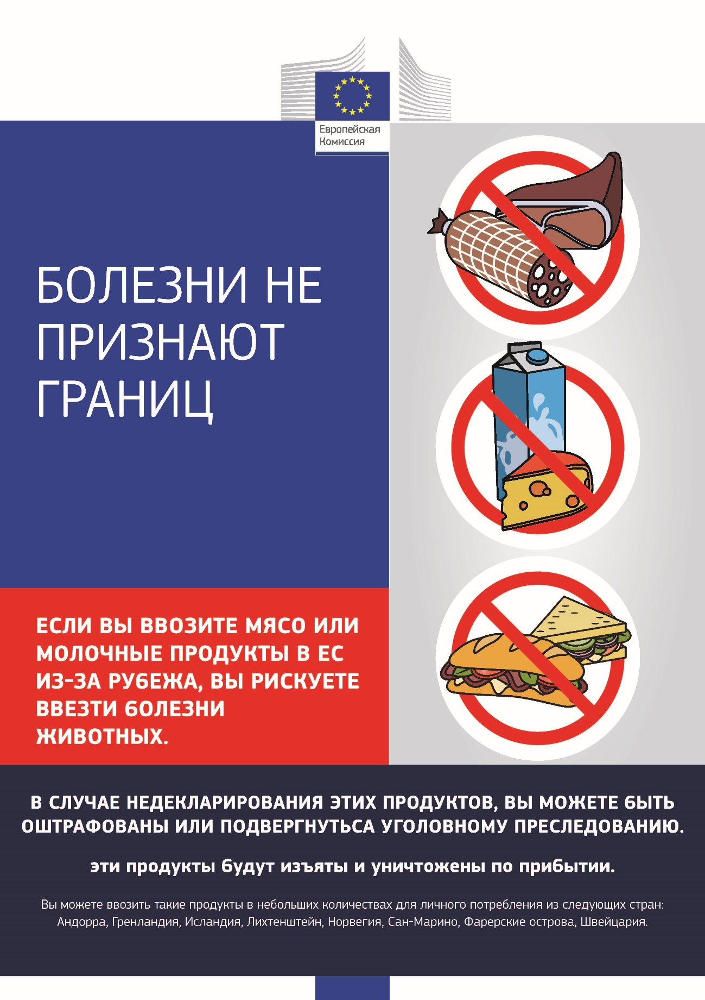 Европейская
Комиссия
БОЛЕЗНИ НЕ
ПРИЗНАЮТ
ГРАНИЦ
ЕСЛИ ВЫ ВВОЗИТЕ МЯСО ИЛИ
МОЛОЧНЫЕ ПРОДУКТЫ В ЕС
ИЗ-ЗА РУБЕЖА, ВЫ РИСКУЕТЕ
ВВЕЗТИ БОЛЕЗНИ
ЖИВОТНЫХ.
В СЛУЧАЕ НЕДЕКЛАРИРОВАНИЯ ЭТИХ ПРОДУКТОВ, ВЫ МОЖЕТЕ БЫТЬ
ОШТРАФОВАНЫ ИЛИ ПОДВЕРГНУТЬСА УГОЛОВНОМУ ПРЕСЛЕДОВАНИЮ.
эти продукты будут изъяты и уничтожены по прибытии.
Вы можете ввозить такие продукты в небольших количествах для личного потребления из следующих стран:
Андорра, Гренландия, Исландия, Лихтенштейн, Норвегия, Сан-Марино, Фарерские острова, Швейцария.